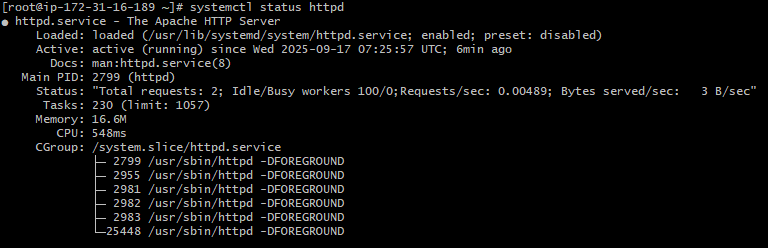 [root@ip-172-31-16-189 ~]# systemctl status httpd
● httpd.service - The Apache HTTP Server
     Loaded: loaded (/usr/lib/systemd/system/httpd.service; enabled; preset: disabled)
     Active: active (running) since Wed 2025-09-17 07:25:57 UTC; 6min ago
       Docs: man:httpd.service(8)
   Main PID: 2799 (httpd)
     Status: "Total requests: 2; Idle/Busy workers 100/0;Requests/sec: 0.00489; Bytes served/sec:   3 B/sec"
      Tasks: 230 (limit: 1057)
     Memory: 16.6M
        CPU: 548ms
     CGroup: /system.slice/httpd.service
             ├─ 2799 /usr/sbin/httpd -DFOREGROUND
             ├─ 2955 /usr/sbin/httpd -DFOREGROUND
             ├─ 2981 /usr/sbin/httpd -DFOREGROUND
             ├─ 2982 /usr/sbin/httpd -DFOREGROUND
             ├─ 2983 /usr/sbin/httpd -DFOREGROUND
             └─25448 /usr/sbin/httpd -DFOREGROUND